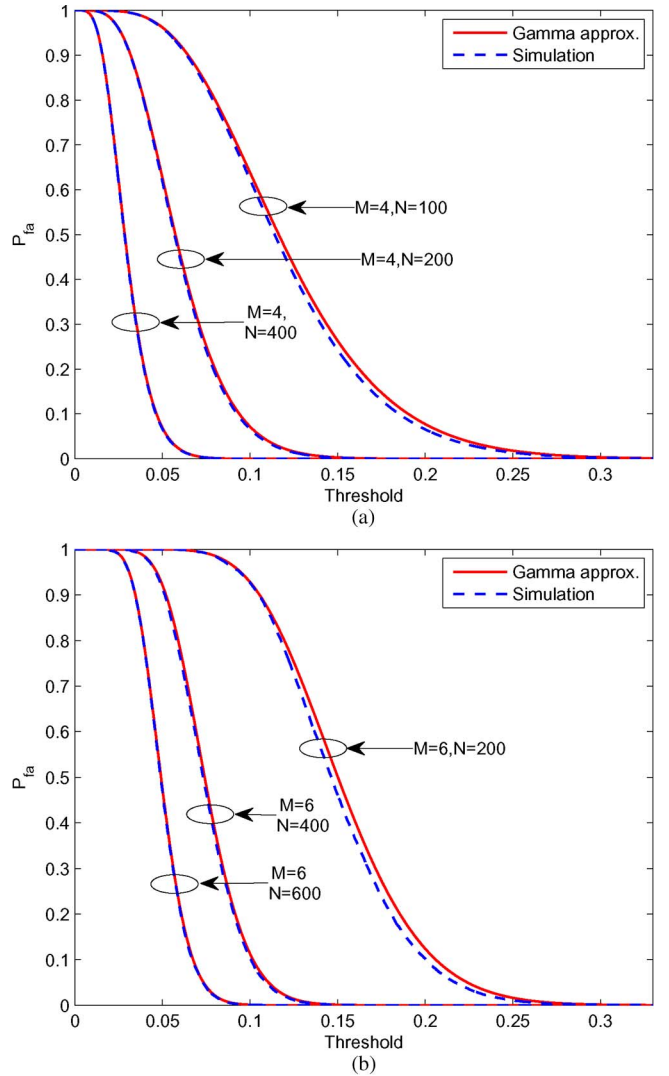 1
0.9
0.8
0.7
0.6
0.5
0.4
0.3
0.2
0.1
0
P_fa
Gamma approx.
Simulation
M=4,N=100
M=4,N=200
M=4,
N=400
0 0.05 0.1 0.15 0.2 0.25 0.3
Threshold
(a)
1
0.9
0.8
0.7
0.6
0.5
0.4
0.3
0.2
0.1
0
P_fa
Gamma approx.
Simulation
M=6,N=200
M=6
N=400
M=6
N=600
0 0.05 0.1 0.15 0.2 0.25 0.3
Threshold
(b)